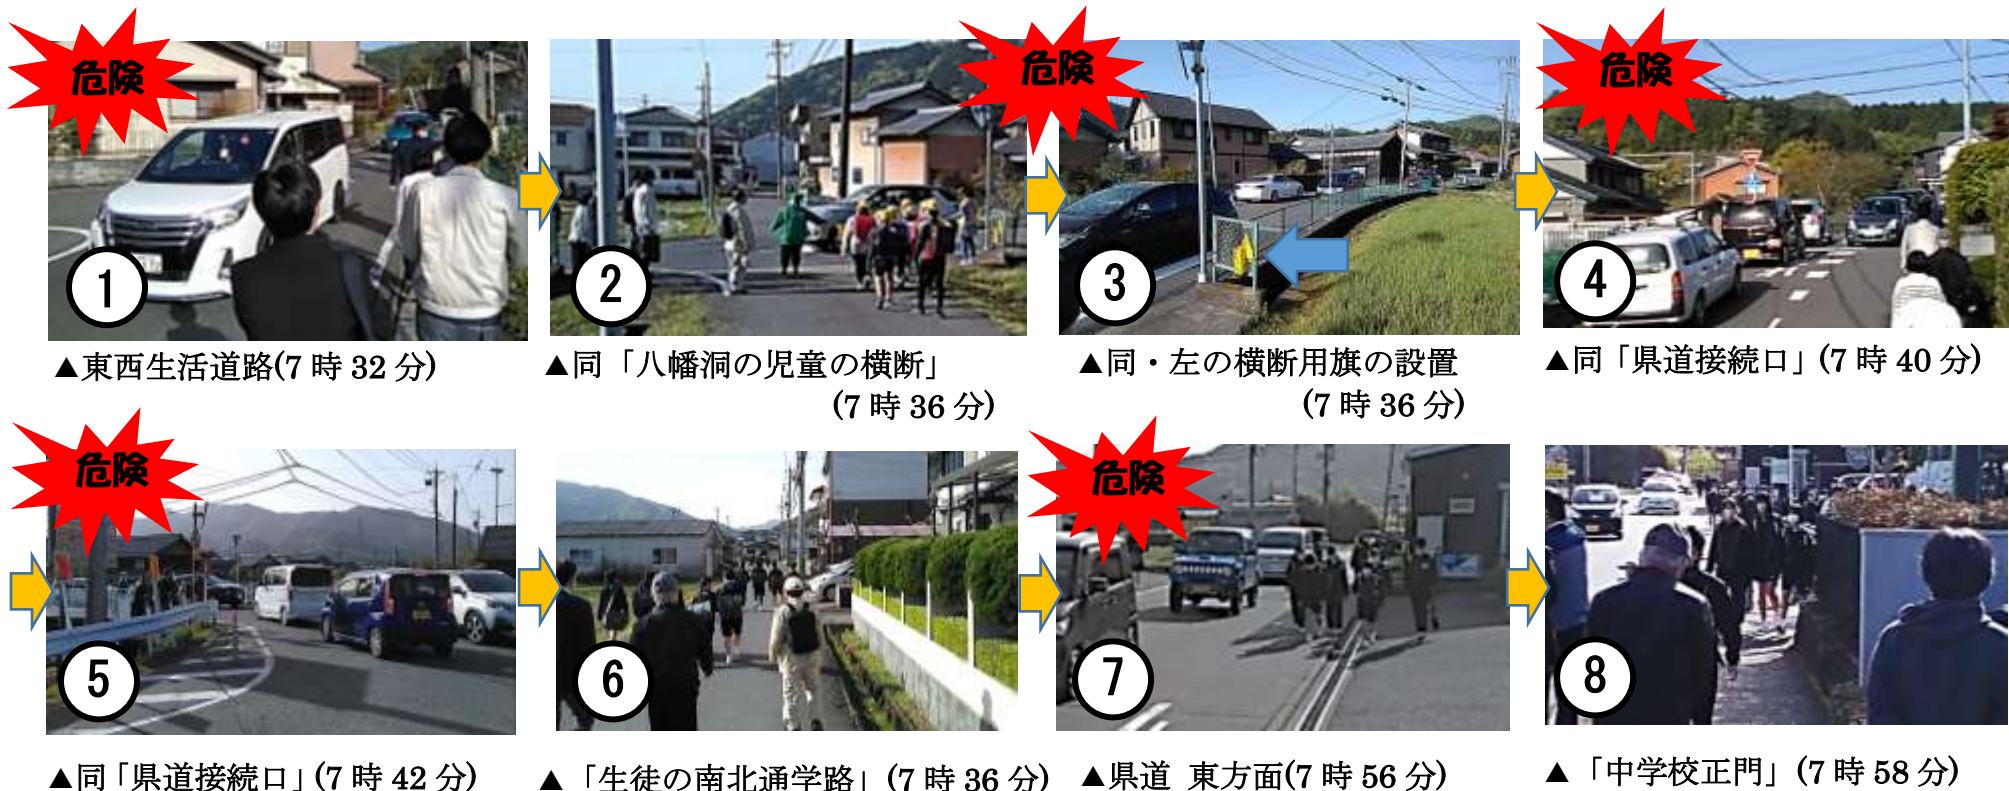 危険
危険
危険
1
2
3
4
▲東西生活道路(7 時 32 分)
▲同「八幡洞の児童の横断」
(7 時 36 分)
▲同・左の横断用旗の設置
(7 時 36 分)
▲同「県道接続口」(7 時 40 分)
危険
危険
5
6
7
8
▲同「県道接続口」(7 時 42 分)
▲「生徒の南北通学路」(7 時 36 分)
▲県道 東方面(7 時 56 分)
▲「中学校正門」(7 時 58 分)